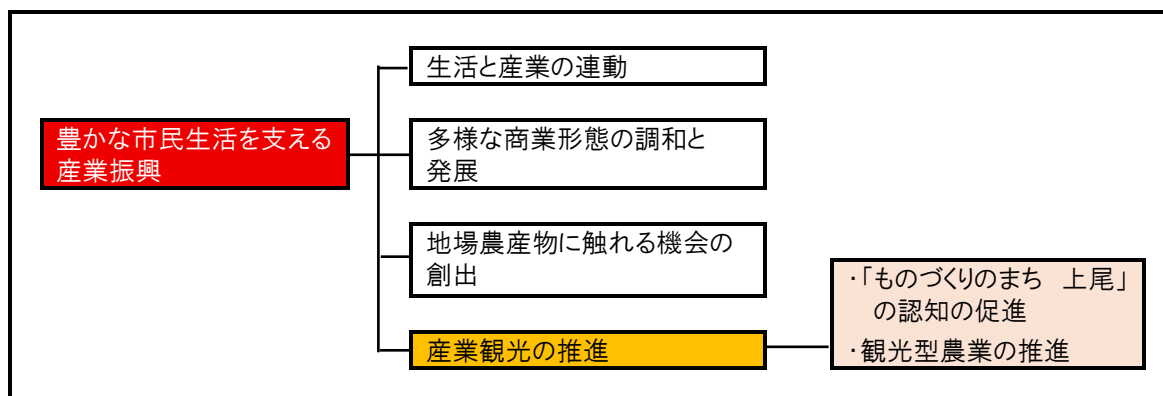 生活と産業の連動
豊かな市民生活を支える
産業振興
多様な商業形態の調和と
発展
地場農産物に触れる機会の
創出
産業観光の推進
・「ものづくりのまち　上尾」
の認知の促進
・観光型農業の推進